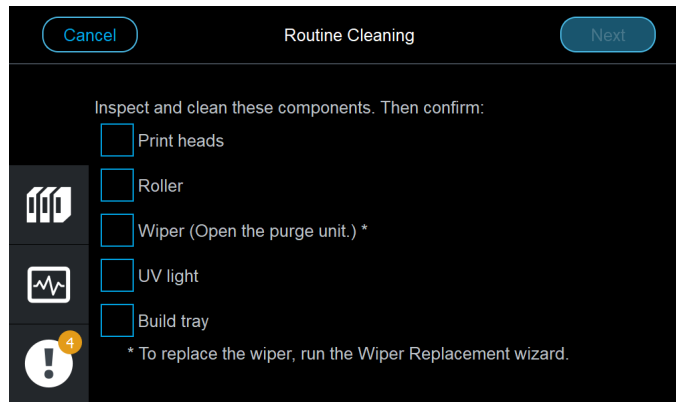 Cancel
Routine Cleaning
Next
Inspect and clean these components. Then confirm:
Print heads
Roller
Wiper (Open the purge unit.) *
UV light
Build tray
4
* To replace the wiper, run the Wiper Replacement wizard.